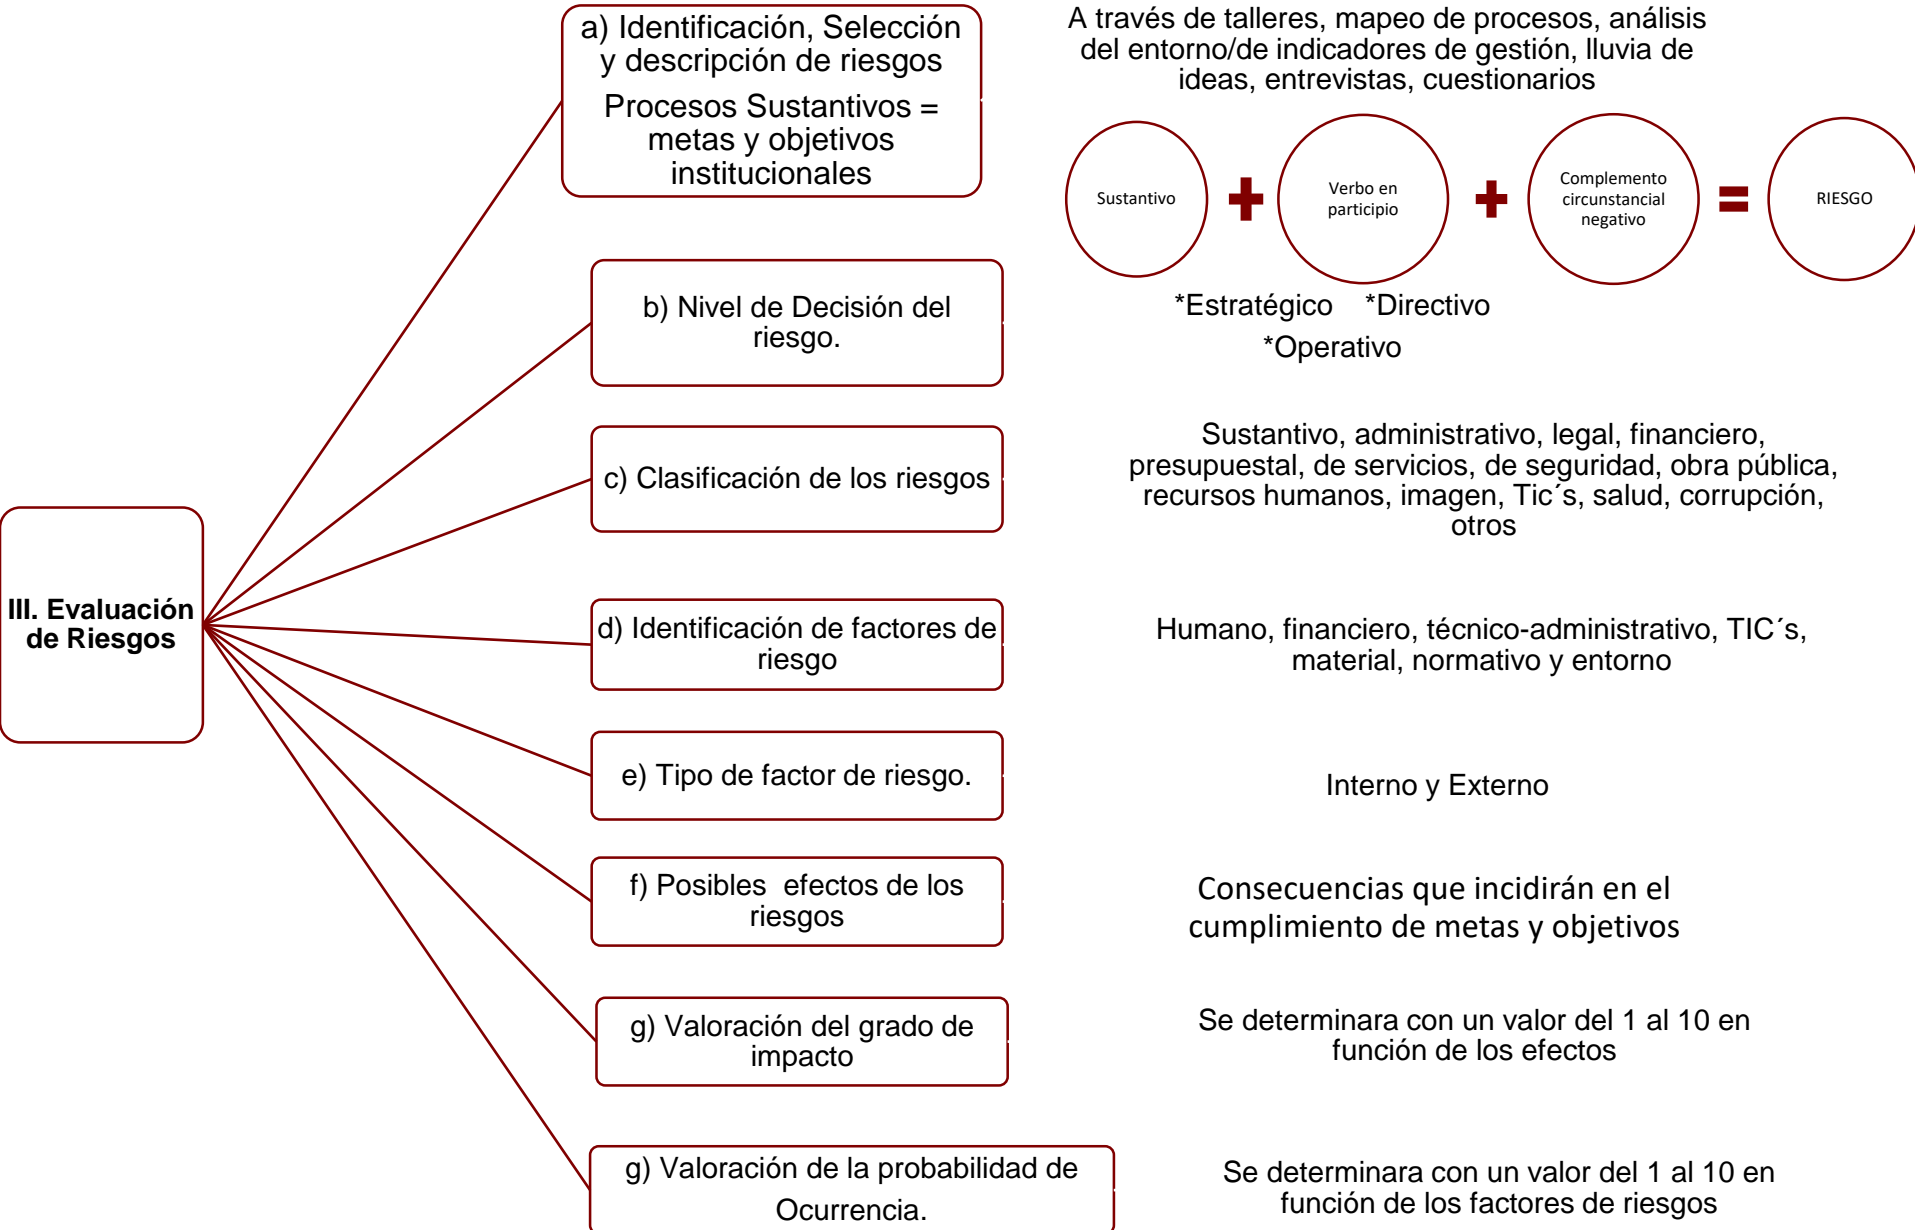 a) Identificación, Selección
y descripción de riesgos
Procesos Sustantivos =
metas y objetivos
institucionales
A través de talleres, mapeo de procesos, análisis
del entorno/de indicadores de gestión, lluvia de
ideas, entrevistas, cuestionarios
Sustantivo
+
Verbo en
participio
+
Complemento
circunstancial
negativo
=
RIESGO
b) Nivel de Decisión del
riesgo.
*Estratégico *Directivo
*Operativo
c) Clasificación de los riesgos
Sustantivo, administrativo, legal, financiero,
presupuestal, de servicios, de seguridad, obra pública,
recursos humanos, imagen, Tic´s, salud, corrupción,
otros
III. Evaluación
de Riesgos
d) Identificación de factores de
riesgo
Humano, financiero, técnico-administrativo, TIC´s,
material, normativo y entorno
e) Tipo de factor de riesgo.
Interno y Externo
f) Posibles efectos de los
riesgos
Consecuencias que incidirán en el
cumplimiento de metas y objetivos
g) Valoración del grado de
impacto
Se determinara con un valor del 1 al 10 en
función de los efectos
g) Valoración de la probabilidad de
Ocurrencia.
Se determinara con un valor del 1 al 10 en
función de los factores de riesgos